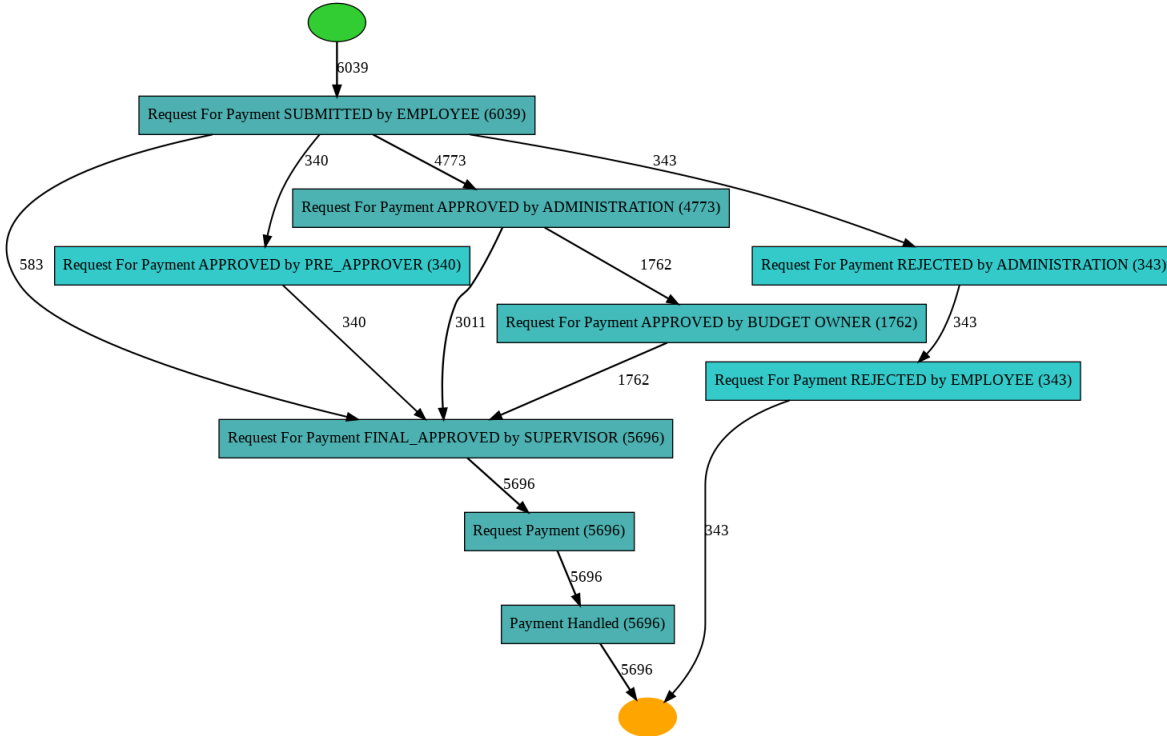 6039
Request For Payment SUBMITTED by EMPLOYEE (6039)
340
4773
343
Request For Payment APPROVED by ADMINISTRATION (4773)
583
Request For Payment APPROVED by PRE_APPROVER (340)
1762
Request For Payment REJECTED by ADMINISTRATION (343)
340
3011
Request For Payment APPROVED by BUDGET OWNER (1762)
343
1762
Request For Payment REJECTED by EMPLOYEE (343)
Request For Payment FINAL_APPROVED by SUPERVISOR (5696)
5696
Request Payment (5696)
343
5696
Payment Handled (5696)
5696